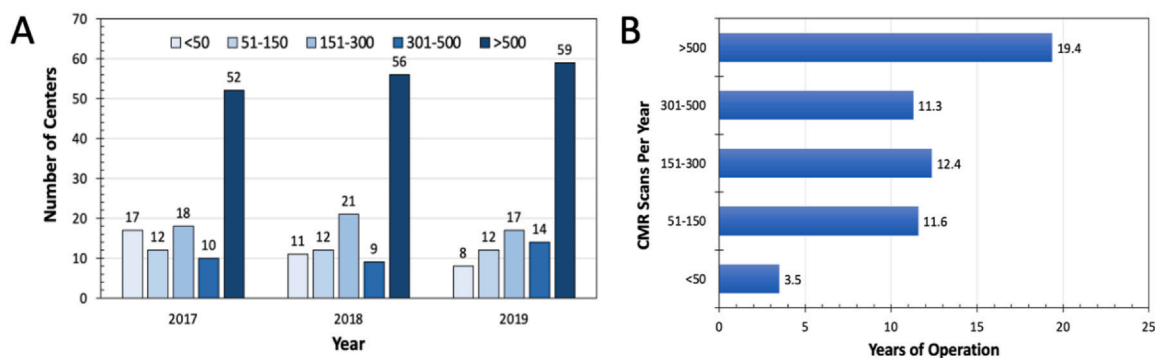 A
70
60
50
40
30
20
10
0
Number of Centers
<50 51-150 151-300 301-500 >500
17 12 18 10 52
11 12 21 9 56
8 12 17 14 59
2017 2018 2019
Year
B
CMR Scans Per Year
>500 19.4
301-500 11.3
151-300 12.4
51-150 11.6
<50 3.5
0 5 10 15 20 25
Years of Operation